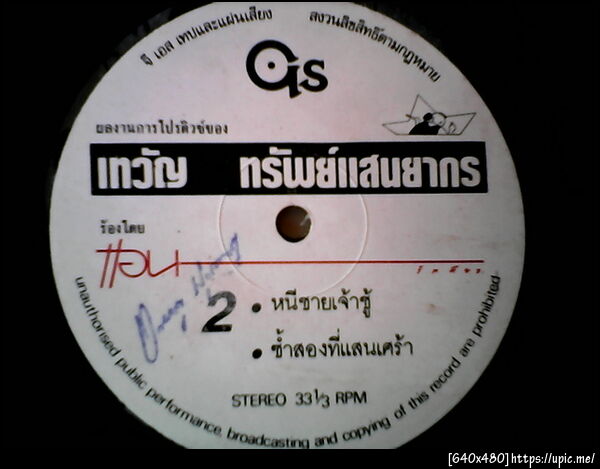 จี เอส เทปและแผ่นเสียง
สงวนลิขสิทธิ์ตามกฎหมาย
GS
ผลงานการโปรดิวซ์ของ
เทวัญ ทรัพย์แสนยากร
ร้องโดย
แอน
2
• หนีชายเจ้าชู้
• ซ้ำสองที่แสนเศร้า
STEREO 33 1/3 RPM
unauthorised public performance, broadcasting and copying of this record are prohibited
[640x480]https://upic.me/